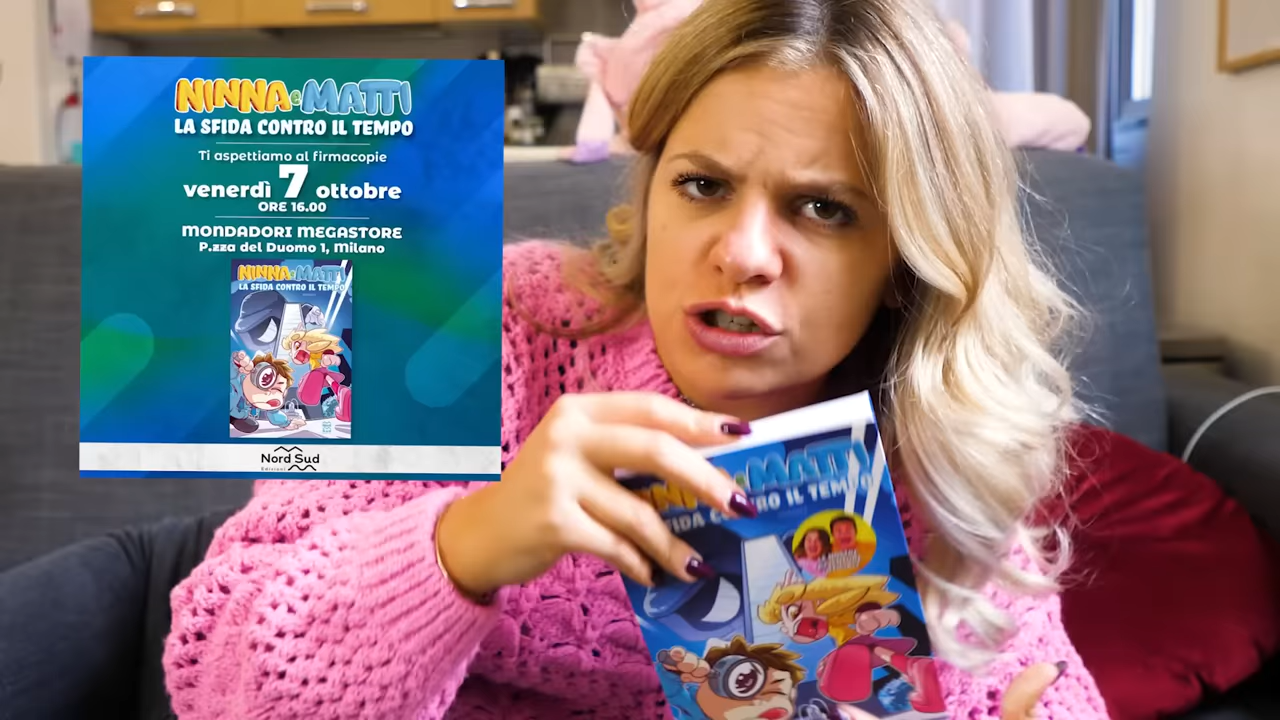 NINNA e MATTI
LA SFIDA CONTRO IL TEMPO
Ti aspettiamo al firmacopie
venerdì 7 ottobre
ORE 16.00
MONDADORI MEGASTORE
P.zza del Duomo 1, Milano
NINNA e MATTI
LA SFIDA CONTRO IL TEMPO
Nord Sud
Edizioni
NINNA e MATTI
SFIDA CONTRO IL TEMPO